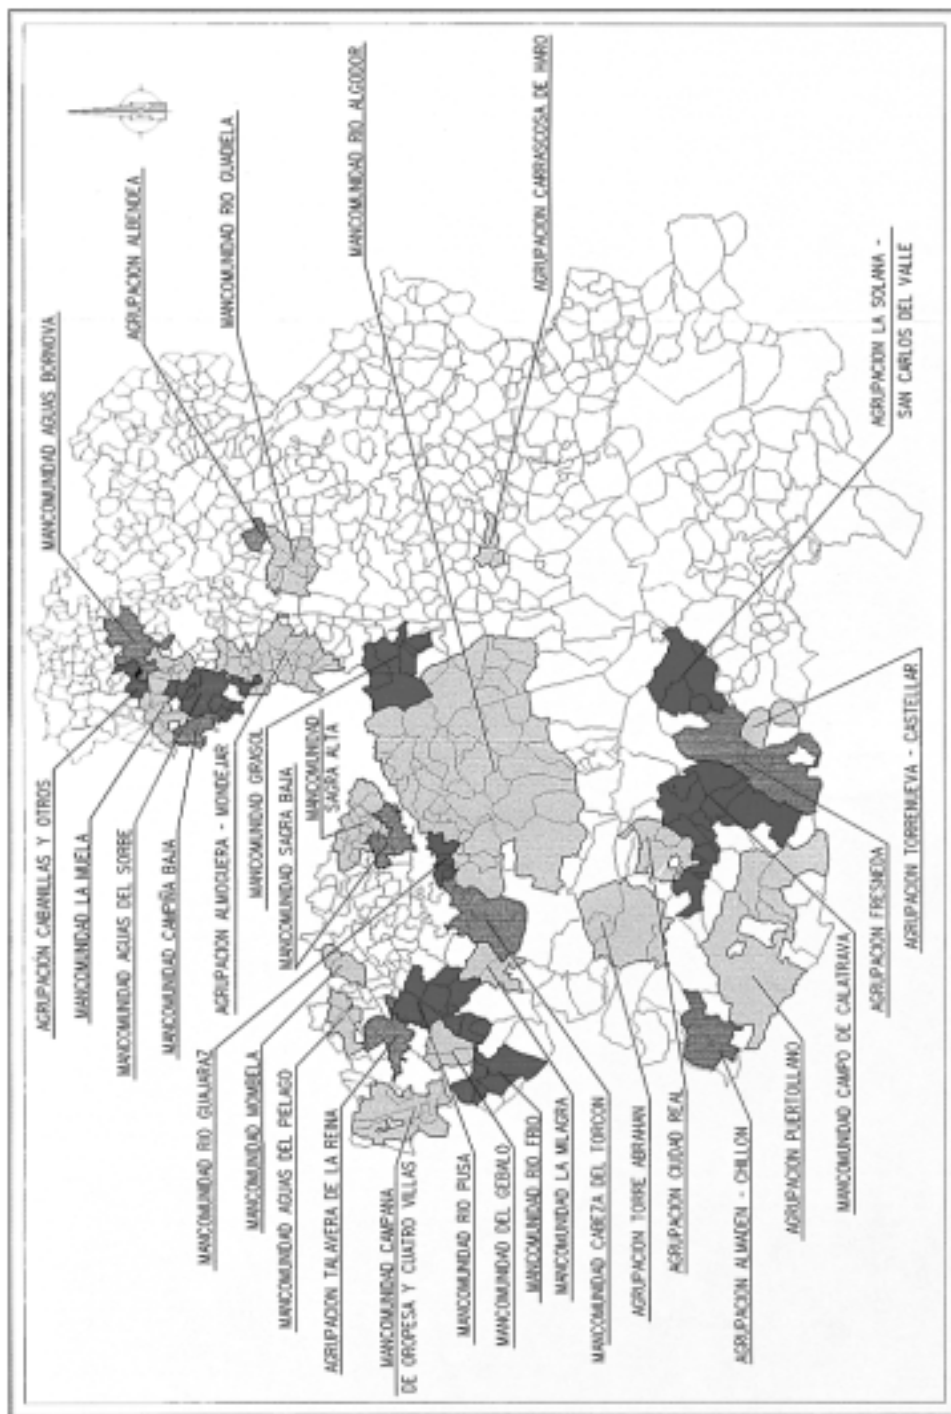 AGRUPACION CABANILLAS Y OTROS
MANCOMUNIDAD LA MUELA
MANCOMUNIDAD AGUAS DEL SORBE
MANCOMUNIDAD CAMPIÑA BAJA
AGRUPACION ALMOGUERA - MONDEJAR
MANCOMUNIDAD GIRASOL
MANCOMUNIDAD SAGRA BAJA
MANCOMUNIDAD
SAGRA ALTA
MANCOMUNIDAD AGUAS BORNOVA
AGRUPACION ALBENDEA
MANCOMUNIDAD RIO GUADIELA
MANCOMUNIDAD RIO ALGODOR
AGRUPACION CARRASCOSA DE HARO
AGRUPACION LA SOLANA -
SAN CARLOS DEL VALLE
MANCOMUNIDAD RIO GUAJARAZ
MANCOMUNIDAD MOMBELA
MANCOMUNIDAD AGUAS DEL PIELAGO
AGRUPACION TALAVERA DE LA REINA
MANCOMUNIDAD CAMPANA
DE OROPESA Y CUATRO VILLAS
MANCOMUNIDAD RIO PUSA
MANCOMUNIDAD DEL GEBALO
MANCOMUNIDAD RIO FRIO
MANCOMUNIDAD LA MILAGRA
MANCOMUNIDAD CABEZA DEL TORCON
AGRUPACION TORRE ABRAHAN
AGRUPACION CIUDAD REAL
AGRUPACION ALMADEN - CHILLON
AGRUPACION PUERTOLLANO
MANCOMUNIDAD CAMPO DE CALATRAVA
AGRUPACION FRESNEDA
AGRUPACION TORRENUEVA - CASTELLAR